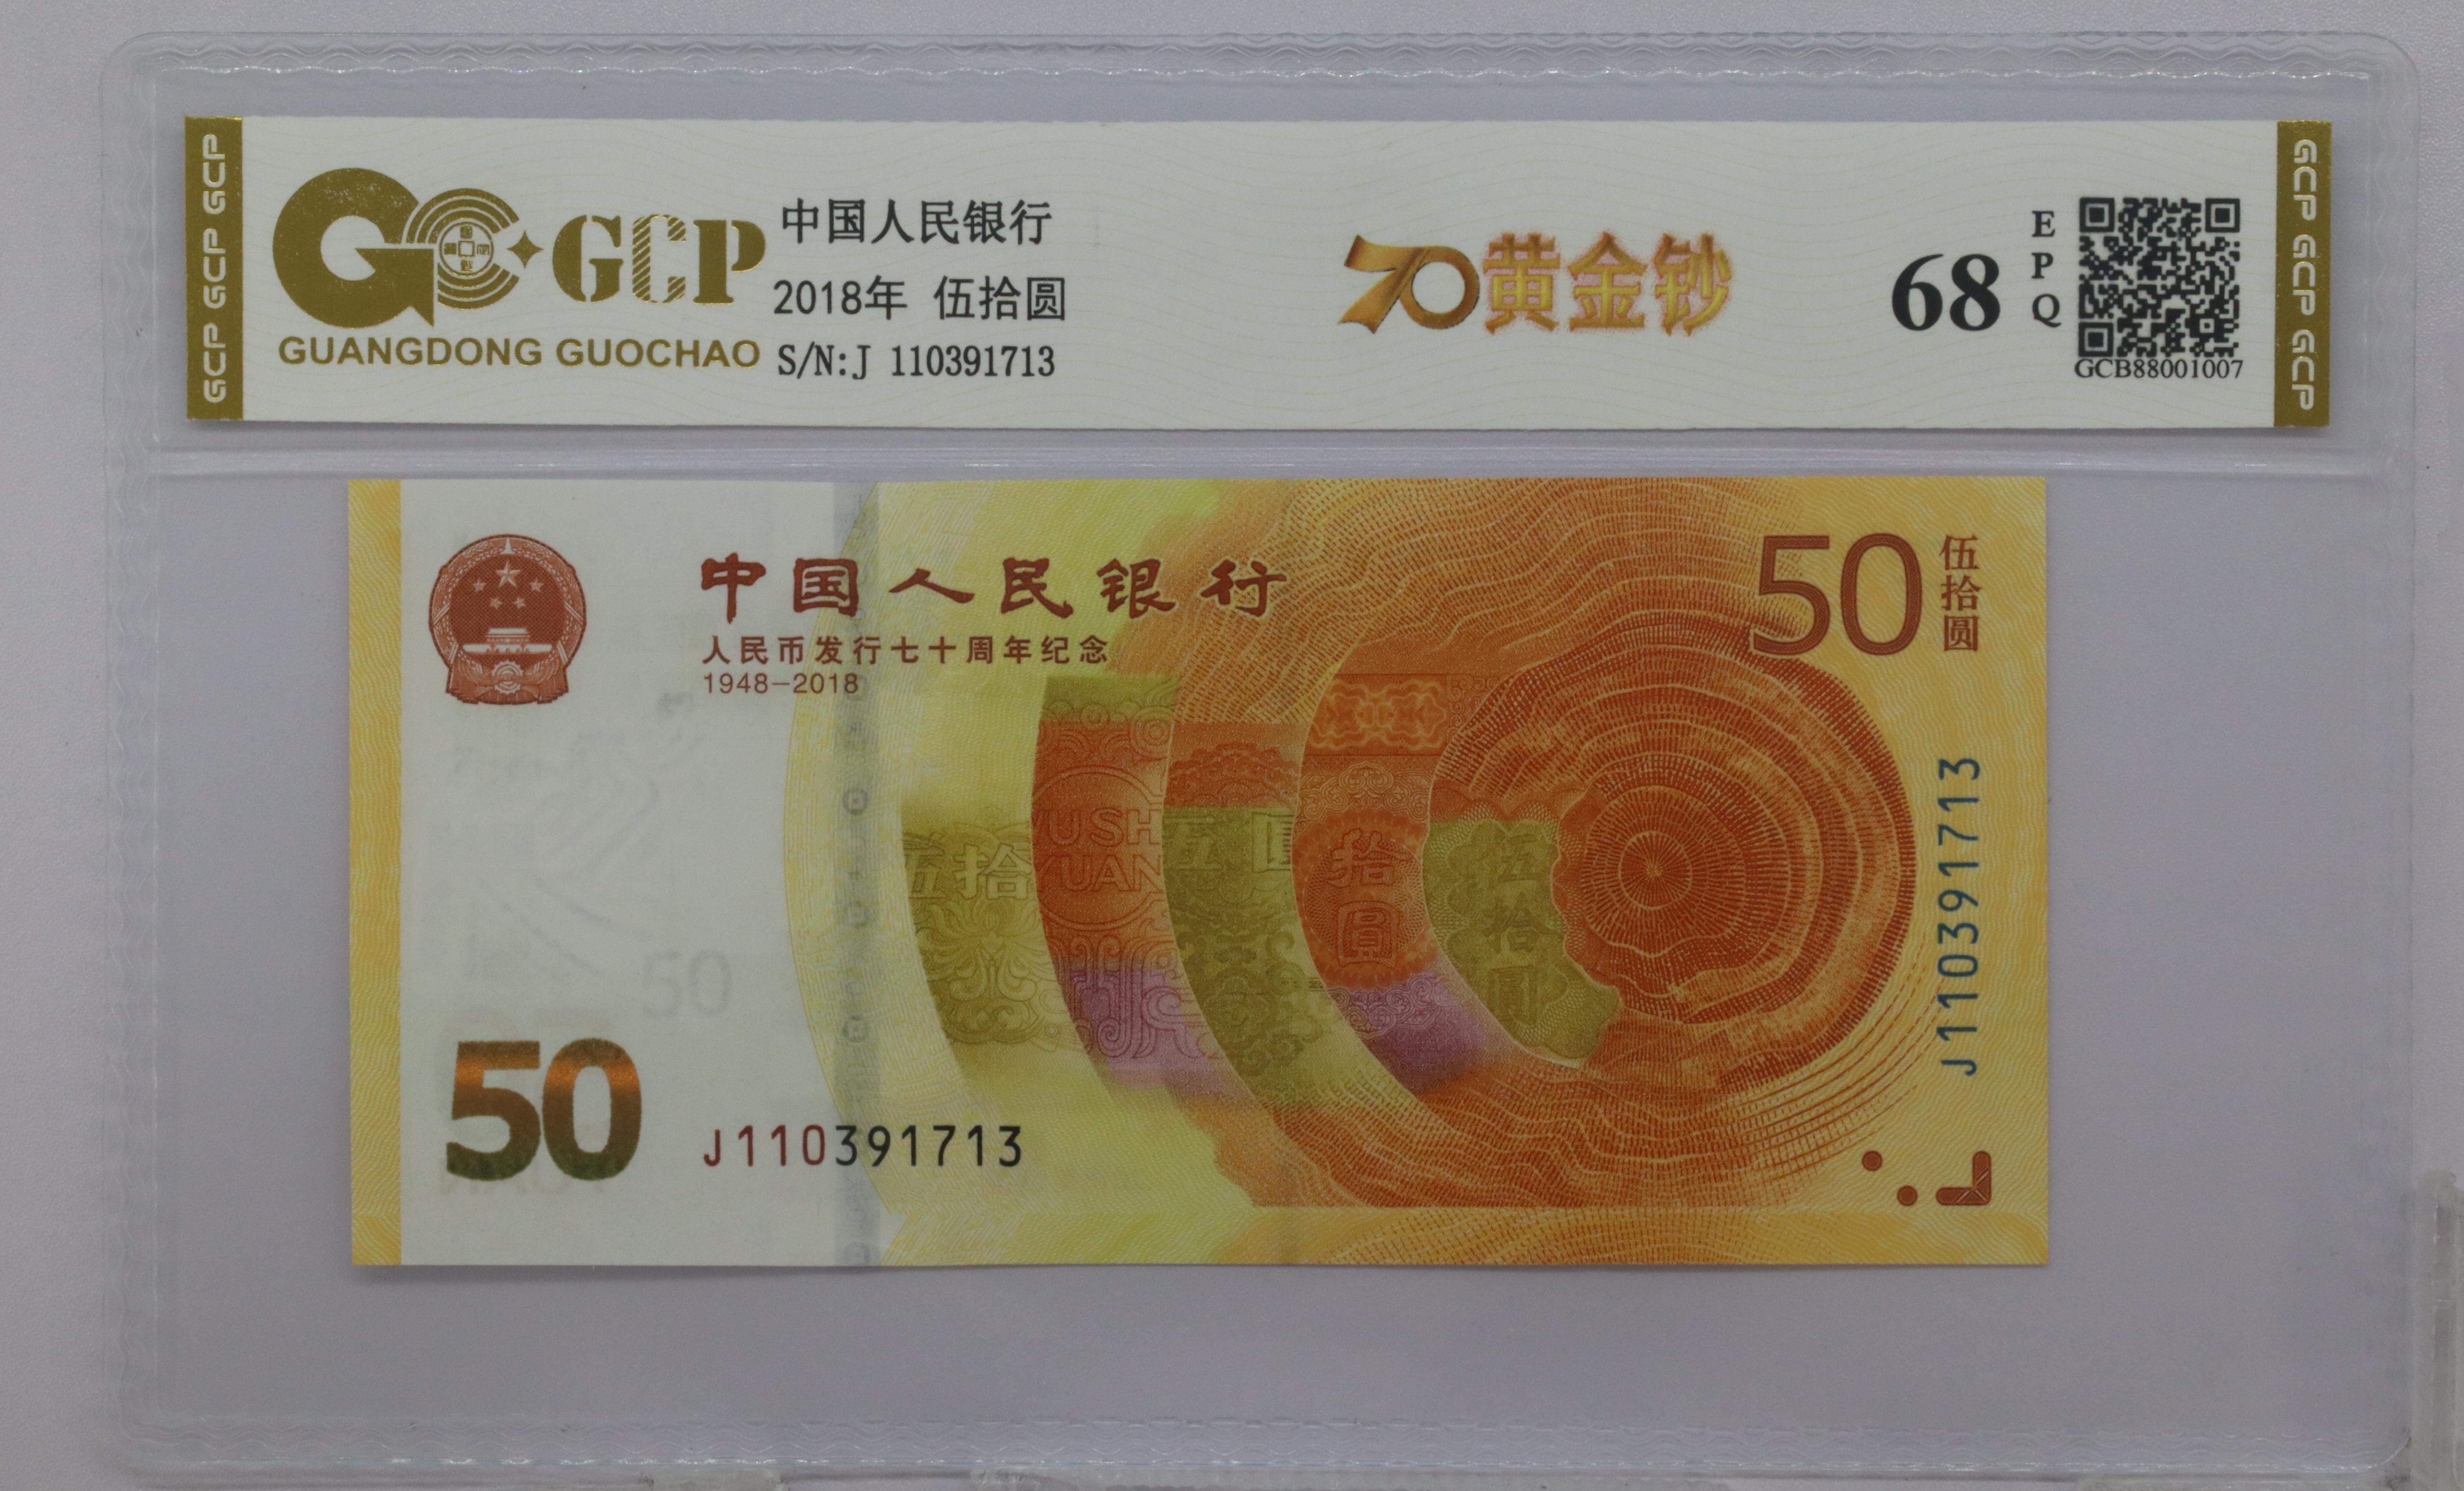 GCP GCP GCP
GCP
GUANGDONG GUOCHAO
中国人民银行
2018年 伍拾圆
S/N:J 110391713
70黄金钞
68
EPQ
GCB88001007
GCP GCP GCP
中国人民银行
人民币发行七十周年纪念
1948-2018
50
伍拾圆
伍拾
YUAN
伍
拾圆
伍拾圆
50
J110391713
50
J110391713